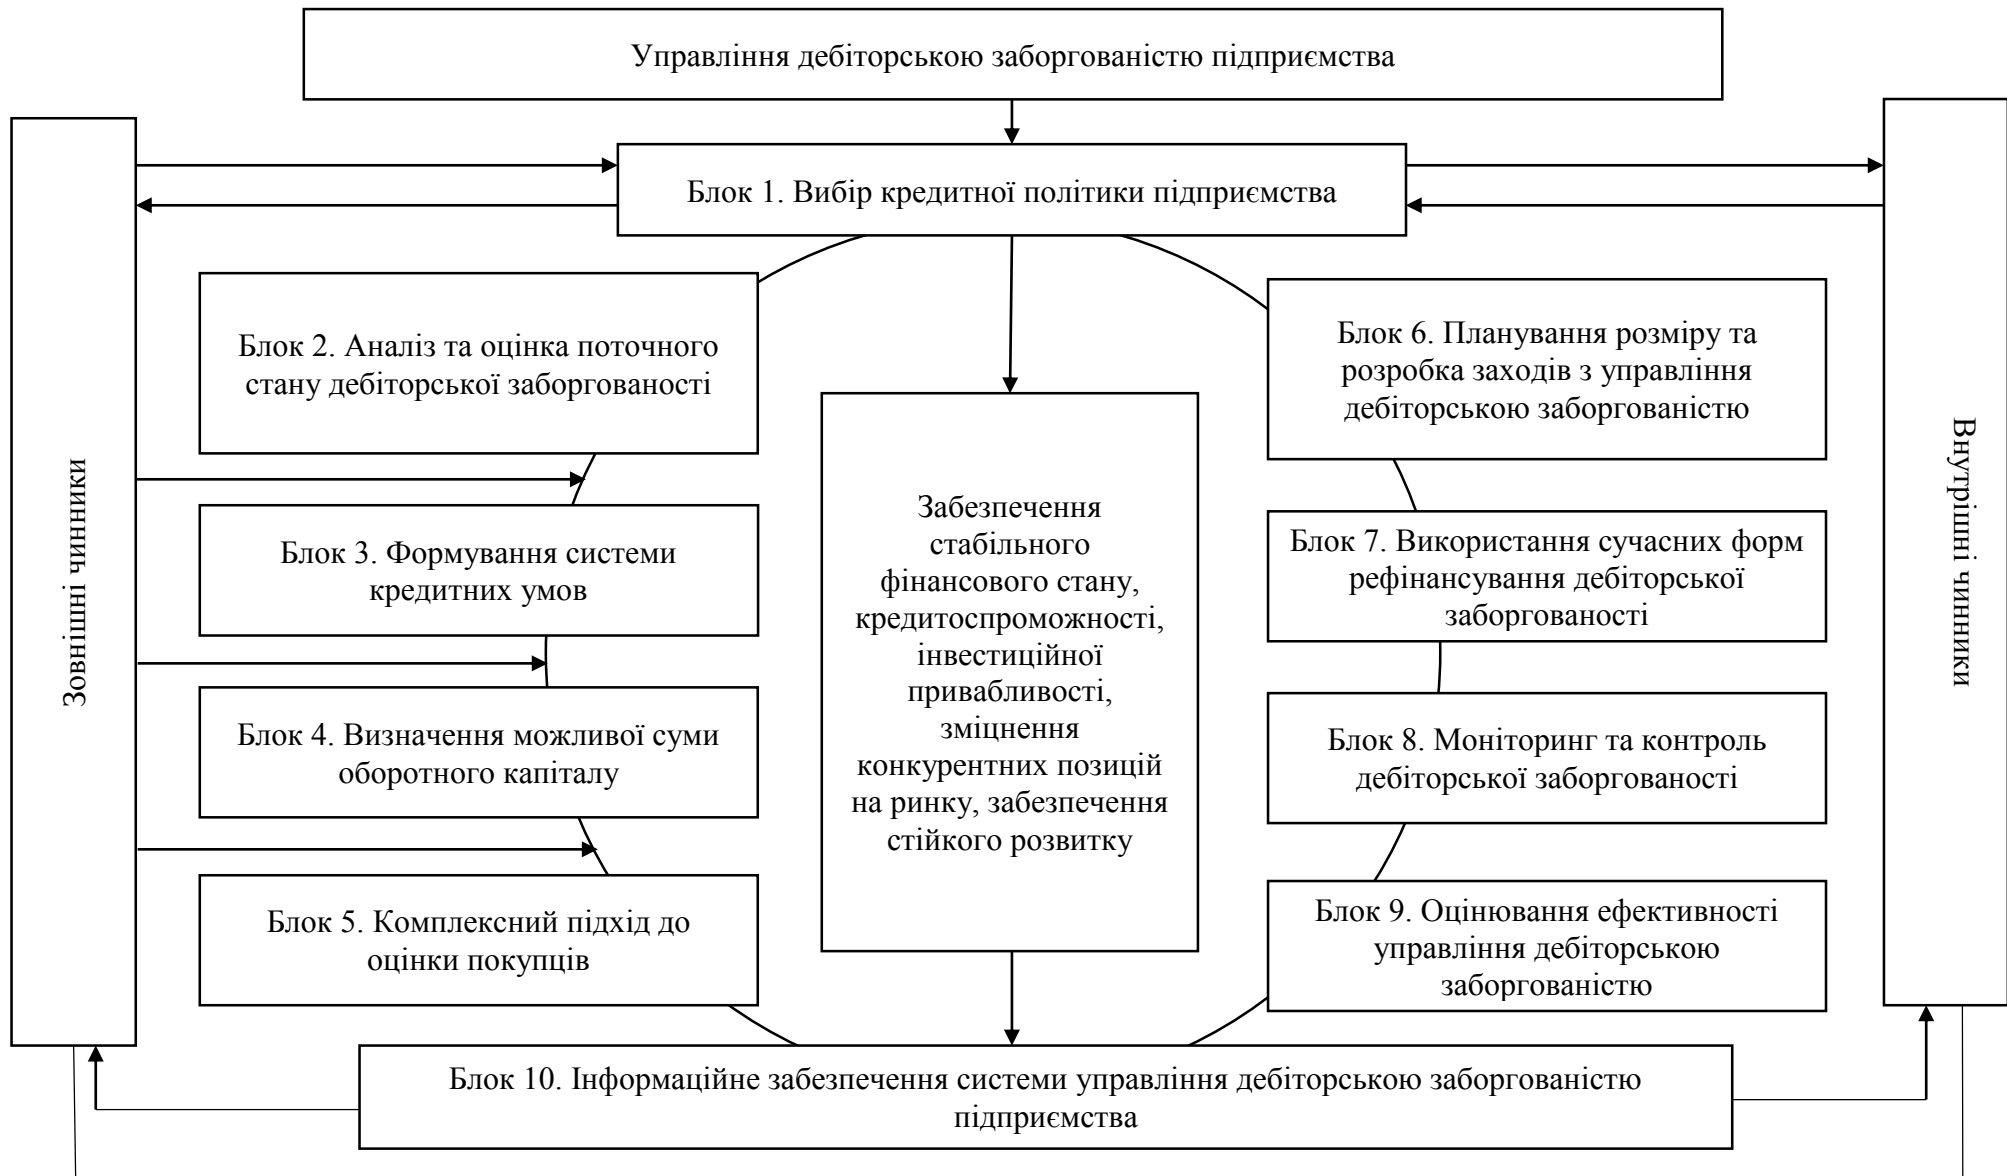 Управління дебіторською заборгованістю підприємства
Блок 1. Вибір кредитної політики підприємства
Зовнішні чинники
Блок 2. Аналіз та оцінка поточного
стану дебіторської заборгованості
Блок 3. Формування системи
кредитних умов
Блок 4. Визначення можливої суми
оборотного капіталу
Блок 5. Комплексний підхід до
оцінки покупців
Забезпечення
стабільного
фінансового стану,
кредитоспроможності,
інвестиційної
привабливості,
зміцнення
конкурентних позицій
на ринку, забезпечення
стійкого розвитку
Блок 6. Планування розміру та
розробка заходів з управління
дебіторською заборгованістю
Блок 7. Використання сучасних форм
рефінансування дебіторської
заборгованості
Блок 8. Моніторинг та контроль
дебіторської заборгованості
Блок 9. Оцінювання ефективності
управління дебіторською
заборгованістю
Внутрішні чинники
Блок 10. Інформаційне забезпечення системи управління дебіторською заборгованістю
підприємства